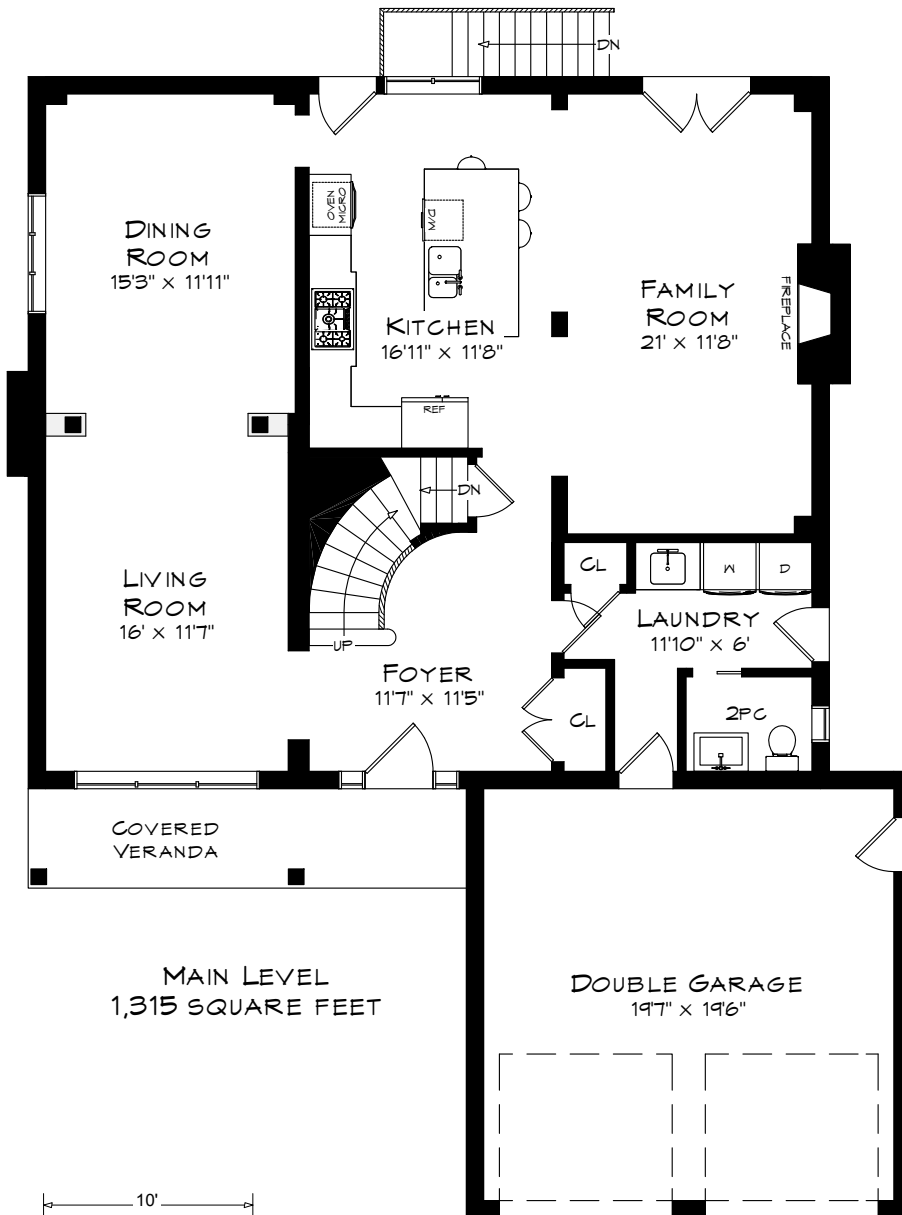 DN
OVEN
MICRO
D/W
DINING
ROOM
15'3" x 11'11"
FAMILY
ROOM
21' x 11'8"
FIREPLACE
KITCHEN
16'11" x 11'8"
REF
DN
LIVING
ROOM
16' x 11'7"
UP
CL
W
D
LAUNDRY
11'10" x 6'
FOYER
11'7" x 11'5"
CL
2PC
COVERED
VERANDA
MAIN LEVEL
1,315 SQUARE FEET
DOUBLE GARAGE
19'7" x 19'6"
10'